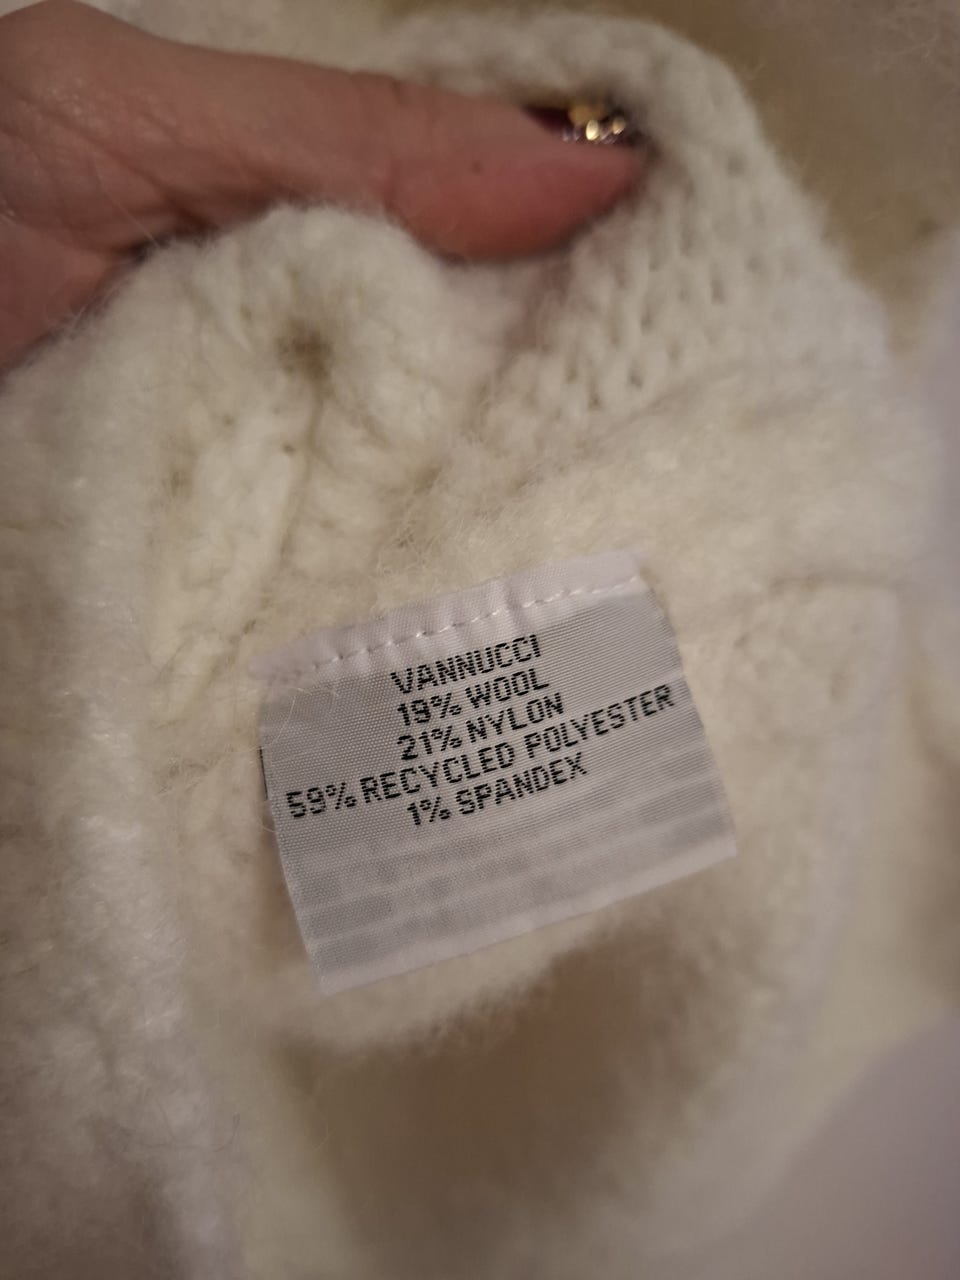 VANNUCCI
19% WOOL
21% NYLON
59% RECYCLED POLYESTER
1% SPANDEX